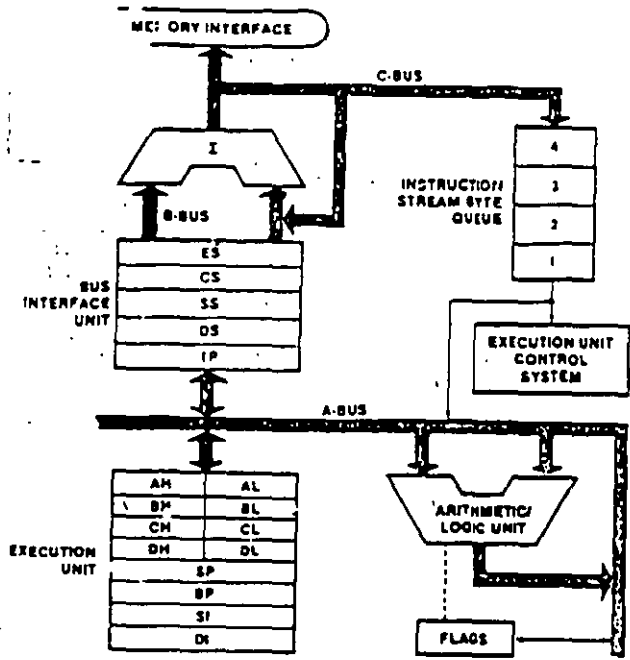 MEMORY INTERFACE
C-BUS
Σ
B-BUS
INSTRUCTION
STREAM BYTE
QUEUE
4
3
2
1
ES
CS
SS
DS
IP
BUS
INTERFACE
UNIT
EXECUTION UNIT
CONTROL
SYSTEM
A-BUS
AH AL
BH BL
CH CL
DH DL
SP
BP
SI
DI
EXECUTION
UNIT
ARITHMETIC/
LOGIC UNIT
FLAGS